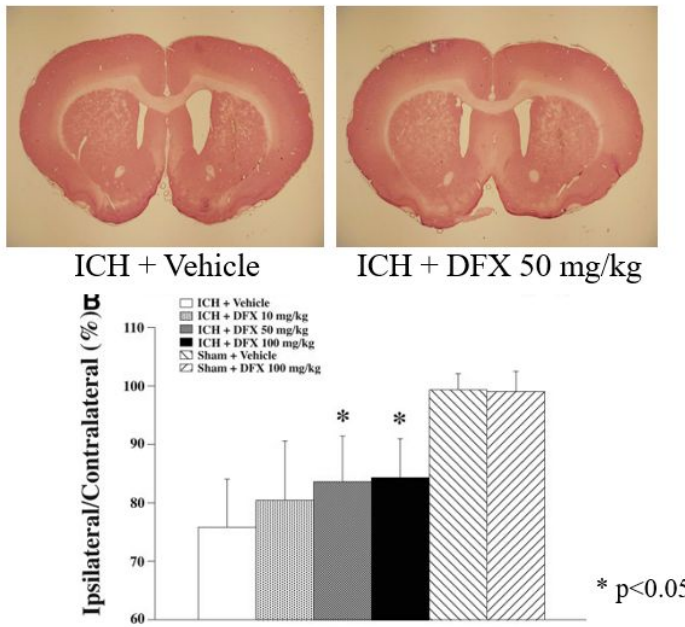 ICH + Vehicle
ICH + DFX 50 mg/kg
B
Ipsilateral/Contralateral (%)
ICH + Vehicle
ICH + DFX 10 mg/kg
ICH + DFX 50 mg/kg
ICH + DFX 100 mg/kg
Sham + Vehicle
Sham + DFX 100 mg/kg
110
100
90
80
70
60
*
*
* p<0.05